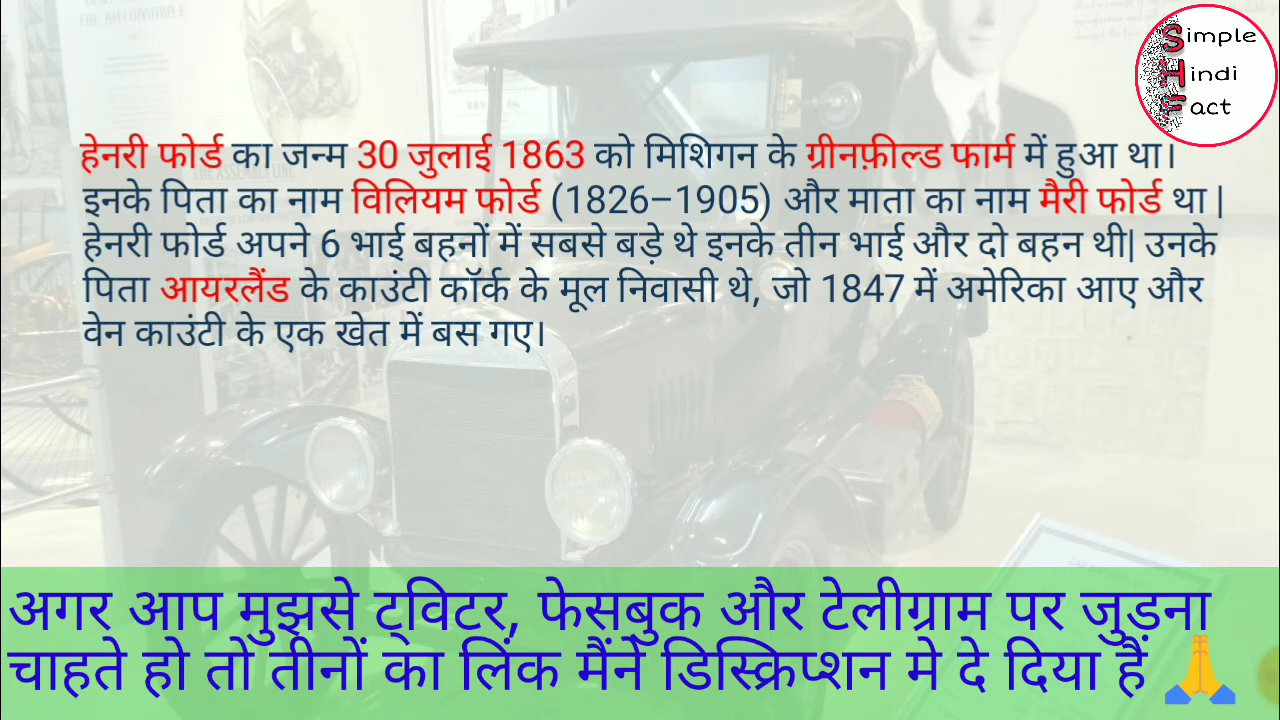 THE AUTOMOBILE
Simple
Hindi
Fact
हेनरी फोर्ड का जन्म 30 जुलाई 1863 को मिशिगन के ग्रीनफ़ील्ड फार्म में हुआ था।
इनके पिता का नाम विलियम फोर्ड (1826–1905) और माता का नाम मैरी फोर्ड था |
हेनरी फोर्ड अपने 6 भाई बहनों में सबसे बड़े थे इनके तीन भाई और दो बहन थी| उनके
पिता आयरलैंड के काउंटी कॉर्क के मूल निवासी थे, जो 1847 में अमेरिका आए और
वेन काउंटी के एक खेत में बस गए।
अगर आप मुझसे ट्विटर, फेसबुक और टेलीग्राम पर जुड़ना
चाहते हो तो तीनों का लिंक मैंने डिस्क्रिप्शन मे दे दिया हैं 🙏